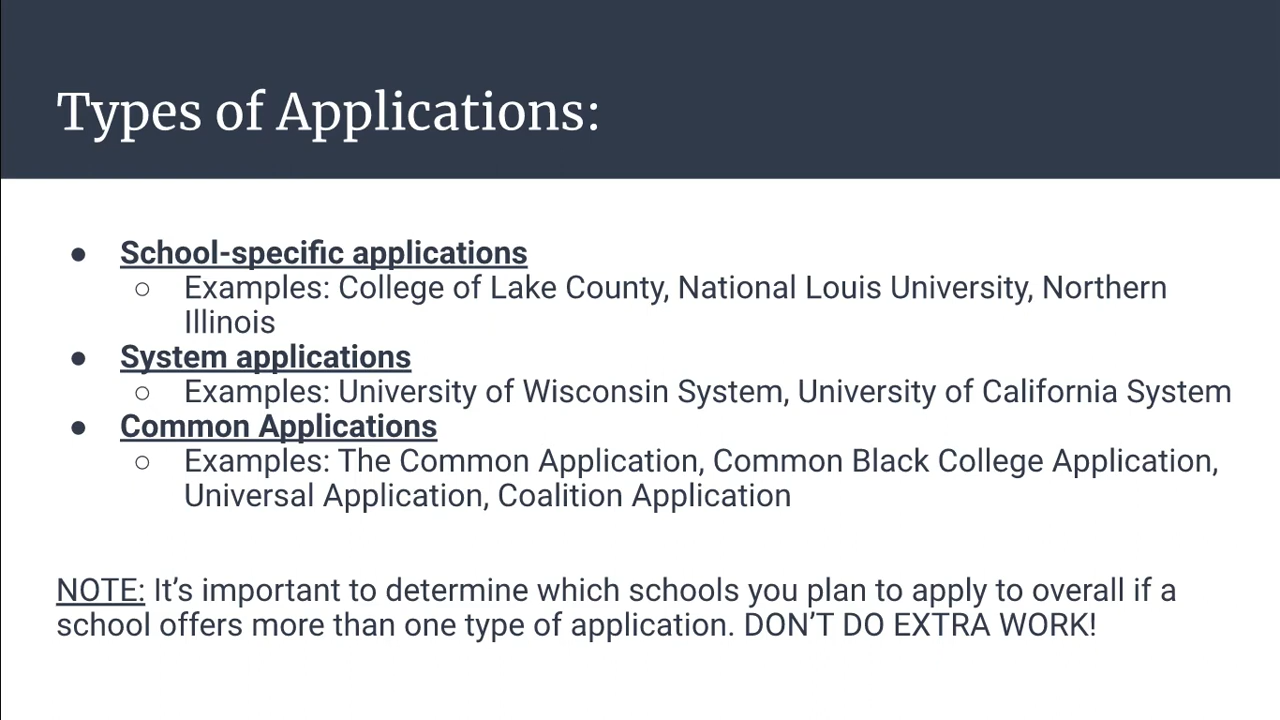 Types of Applications:
● School-specific applications
○ Examples: College of Lake County, National Louis University, Northern
Illinois
● System applications
○ Examples: University of Wisconsin System, University of California System
● Common Applications
○ Examples: The Common Application, Common Black College Application,
Universal Application, Coalition Application
NOTE: It’s important to determine which schools you plan to apply to overall if a
school offers more than one type of application. DON’T DO EXTRA WORK!